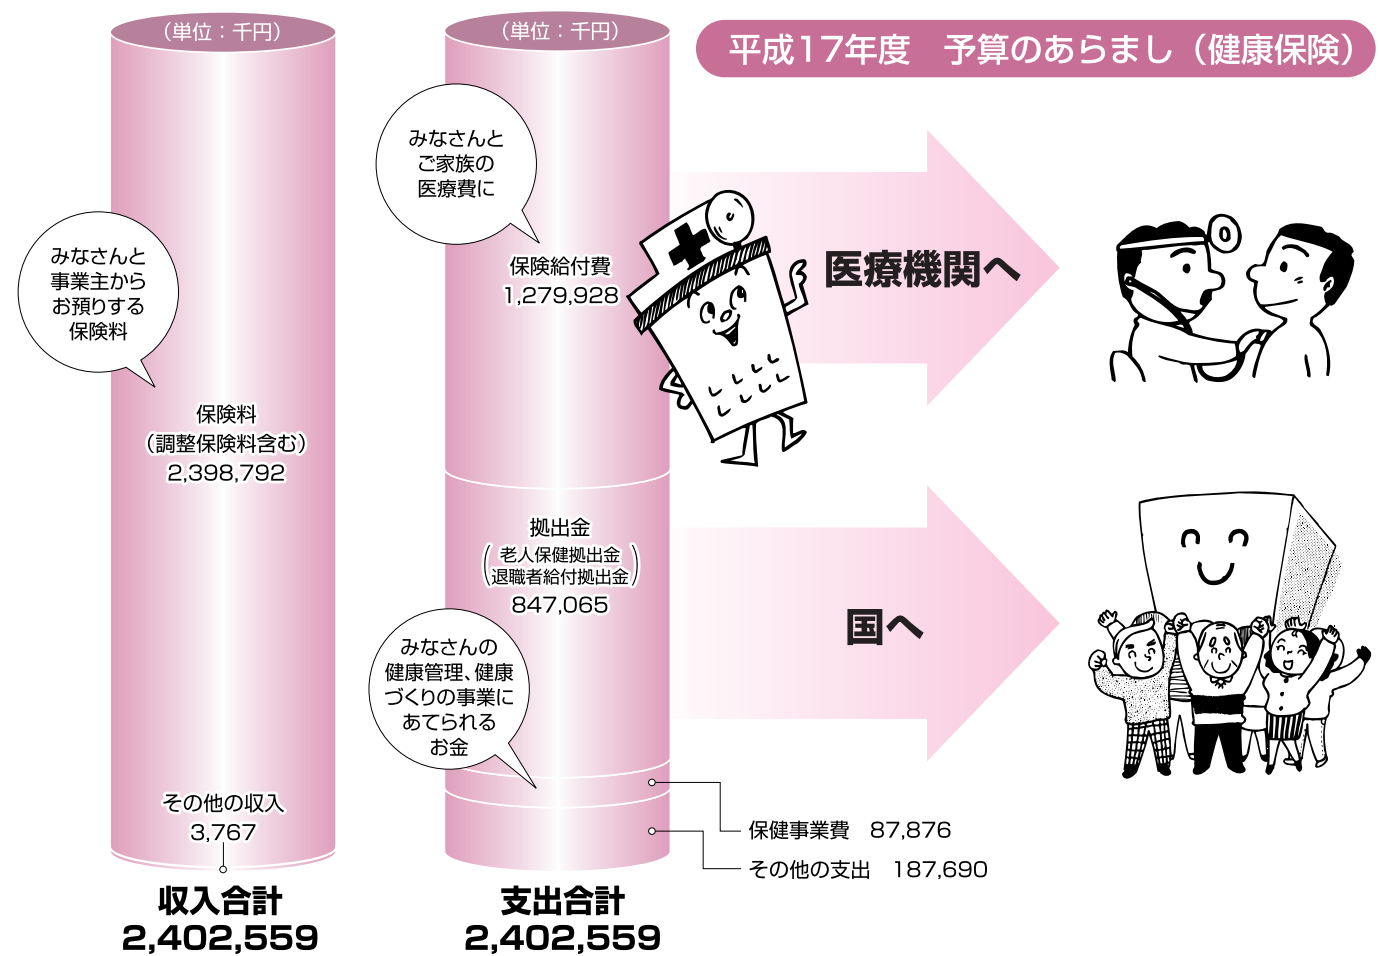 平成17年度　予算のあらまし（健康保険）
（単位：千円）
みなさんと
事業主から
お預りする
保険料
保険料
（調整保険料含む）
2,398,792
その他の収入
3,767
収入合計
2,402,559
（単位：千円）
みなさんと
ご家族の
医療費に
保険給付費
1,279,928
拠出金
（老人保健拠出金
退職者給付拠出金）
847,065
みなさんの
健康管理、健康
づくりの事業に
あてられる
お金
保健事業費　87,876
その他の支出　187,690
支出合計
2,402,559
医療機関へ
国へ